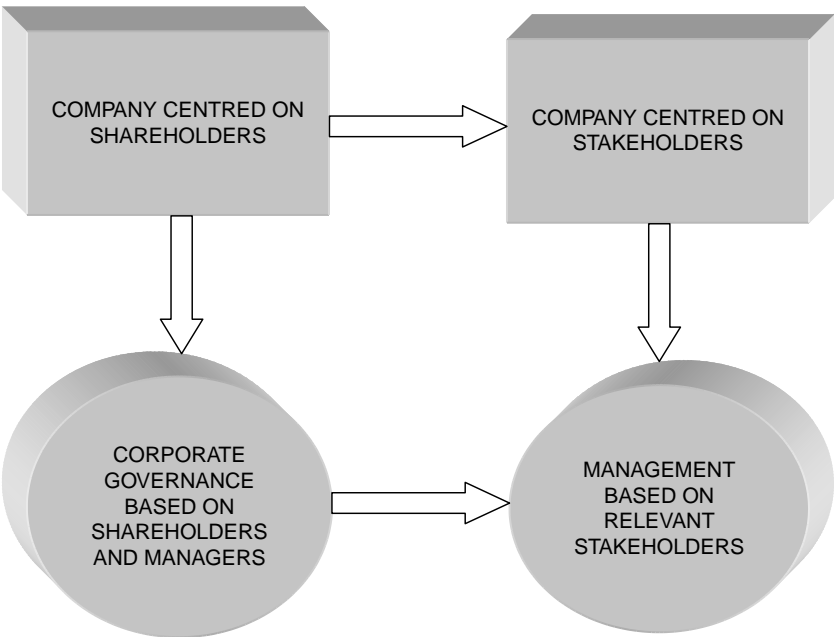 COMPANY CENTRED ON
SHAREHOLDERS
COMPANY CENTRED ON
STAKEHOLDERS
CORPORATE
GOVERNANCE
BASED ON
SHAREHOLDERS
AND MANAGERS
MANAGEMENT
BASED ON
RELEVANT
STAKEHOLDERS